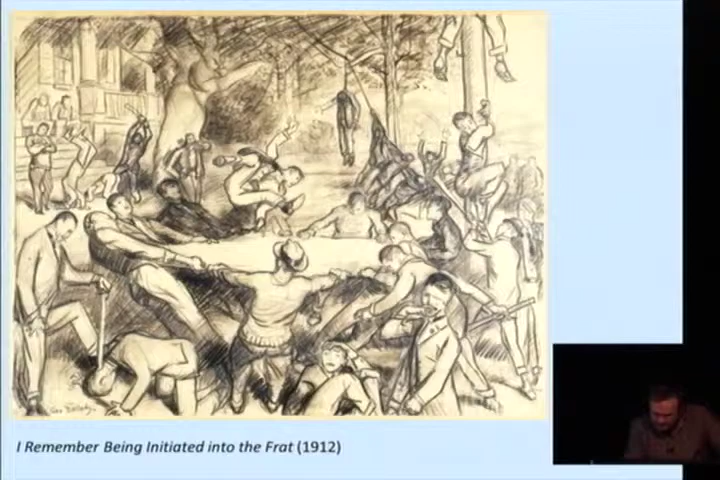 I Remember Being Initiated into the Frat (1912)